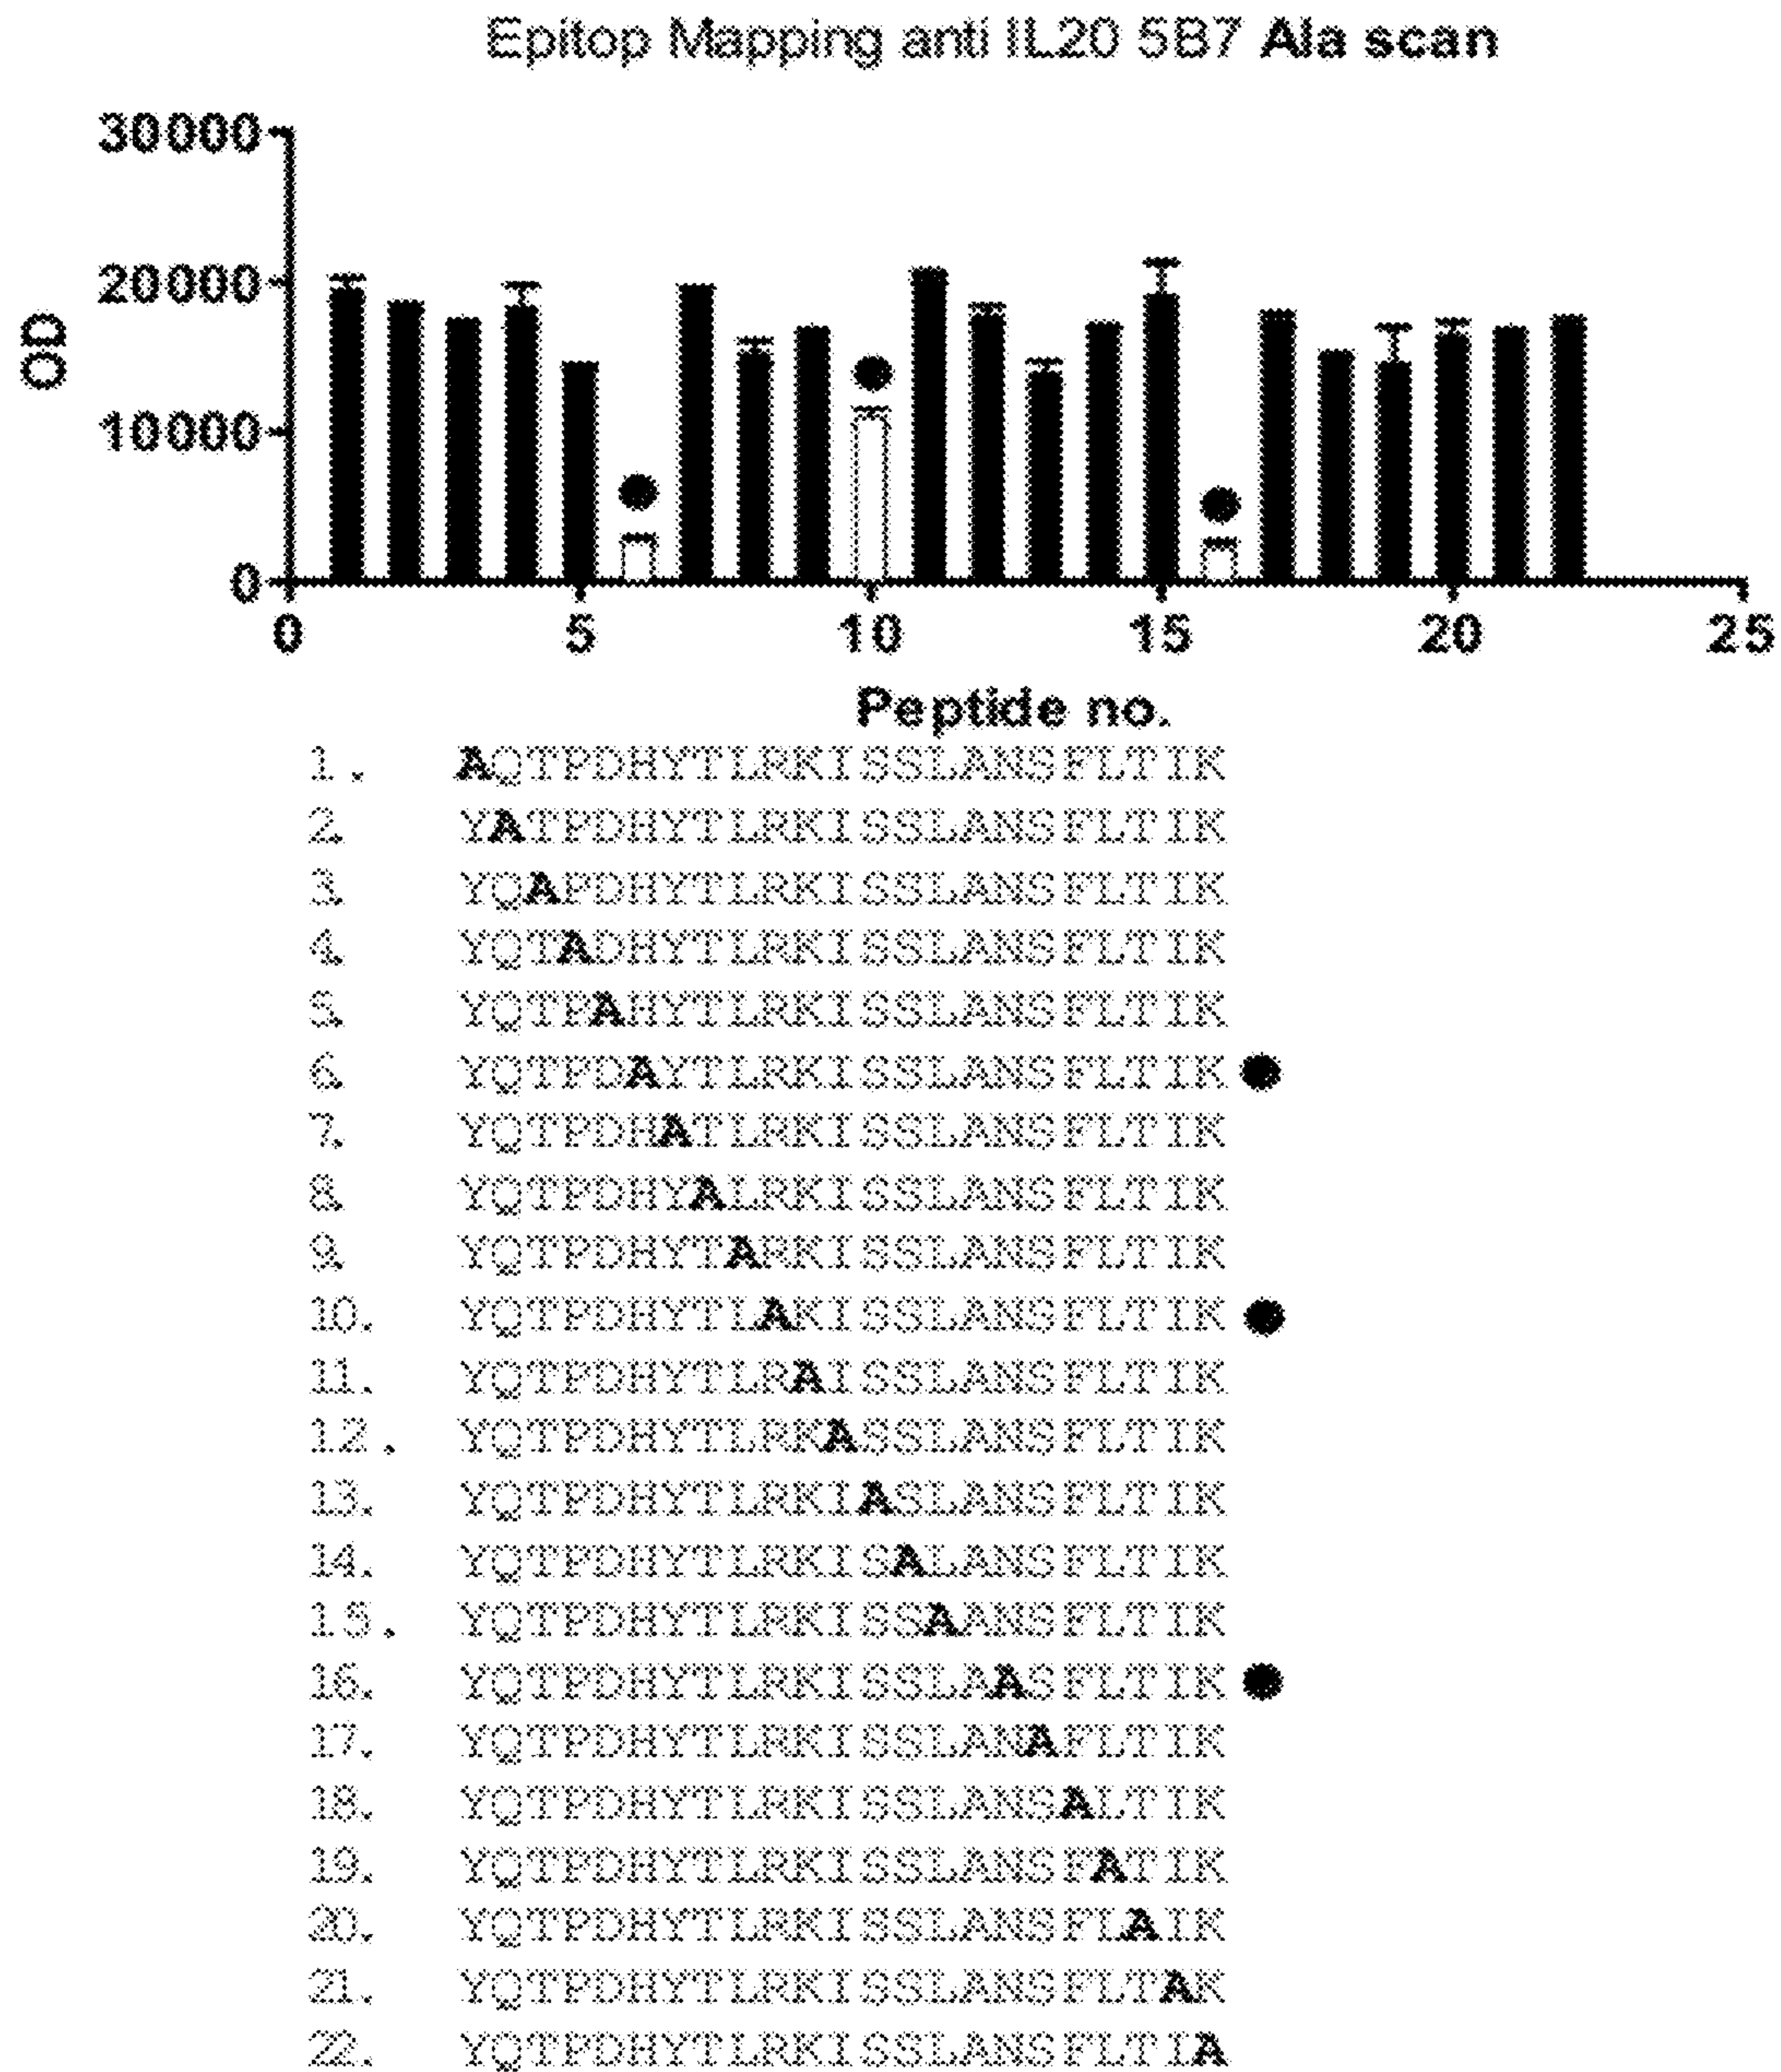 Epitop Mapping anti IL20 5B7 Ala scan
30000
20000
10000
0
OD
0 5 10 15 20 25
Peptide no.
1. AQTPDHYTLRKISSLANSFLTIK
2. YATPDHYTLRKISSLANSFLTIK
3. YQAPDHYTLRKISSLANSFLTIK
4. YQTADHYTLRKISSLANSFLTIK
5. YQTPAHYTLRKISSLANSFLTIK
6. YQTPDAYTLRKISSLANSFLTIK
7. YQTPDHATLRKISSLANSFLTIK
8. YQTPDHYALRKISSLANSFLTIK
9. YQTPDHYTARKISSLANSFLTIK
10. YQTPDHYTLAKISSLANSFLTIK
11. YQTPDHYTLRAISSLANSFLTIK
12. YQTPDHYTLRKASSLANSFLTIK
13. YQTPDHYTLRKIASLANSFLTIK
14. YQTPDHYTLRKISALANSFLTIK
15. YQTPDHYTLRKISSAANSFLTIK
16. YQTPDHYTLRKISSLAASFLTIK
17. YQTPDHYTLRKISSLANAFLTIK
18. YQTPDHYTLRKISSLANSALTIK
19. YQTPDHYTLRKISSLANSFATIK
20. YQTPDHYTLRKISSLANSFLAIK
21. YQTPDHYTLRKISSLANSFLTAK
22. YQTPDHYTLRKISSLANSFLTIA